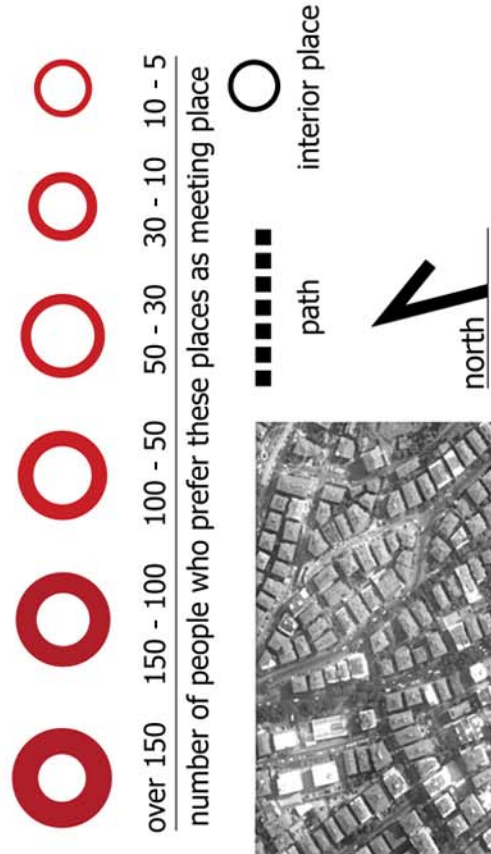 over 150 150 - 100 100 - 50 50 - 30 30 - 10 10 - 5
number of people who prefer these places as meeting place
path
interior place
north